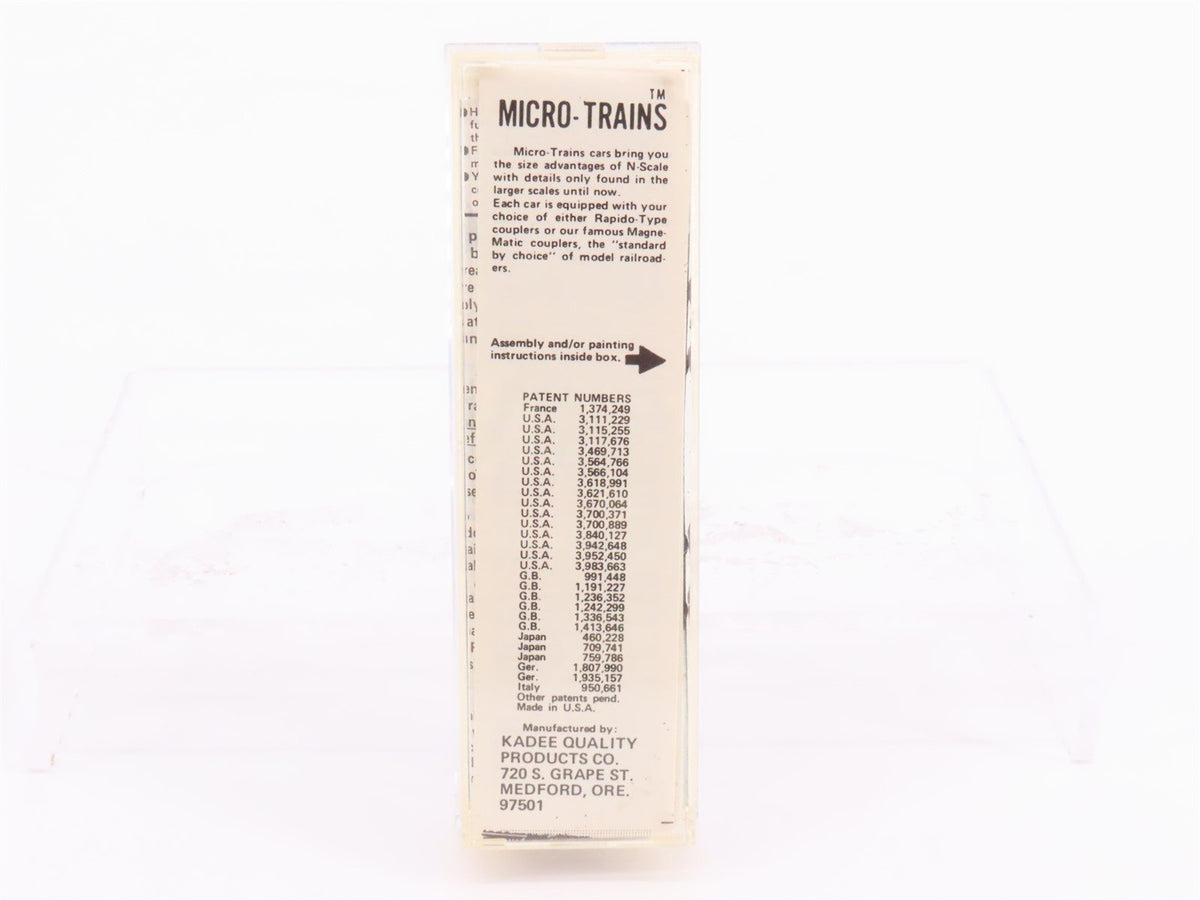 TM
MICRO-TRAINS
Micro-Trains cars bring you
the size advantages of N-Scale
with details only found in the
larger scales until now.
Each car is equipped with your
choice of either Rapido-Type
couplers or our famous Magne-
Matic couplers, the "standard
by choice" of model railroad-
ers.
Assembly and/or painting
instructions inside box.
PATENT NUMBERS
France 1,374,249
U.S.A. 3,111,229
U.S.A. 3,115,255
U.S.A. 3,117,676
U.S.A. 3,469,713
U.S.A. 3,564,766
U.S.A. 3,566,104
U.S.A. 3,618,991
U.S.A. 3,621,610
U.S.A. 3,670,064
U.S.A. 3,700,371
U.S.A. 3,700,889
U.S.A. 3,840,127
U.S.A. 3,942,648
U.S.A. 3,952,450
U.S.A. 3,983,663
G.B. 991,448
G.B. 1,191,227
G.B. 1,236,352
G.B. 1,242,299
G.B. 1,336,543
G.B. 1,413,646
Japan 460,228
Japan 709,741
Japan 759,786
Ger. 1,807,990
Ger. 1,935,157
Italy 950,661
Other patents pend.
Made in U.S.A.
Manufactured by:
KADEE QUALITY
PRODUCTS CO.
720 S. GRAPE ST.
MEDFORD, ORE.
97501